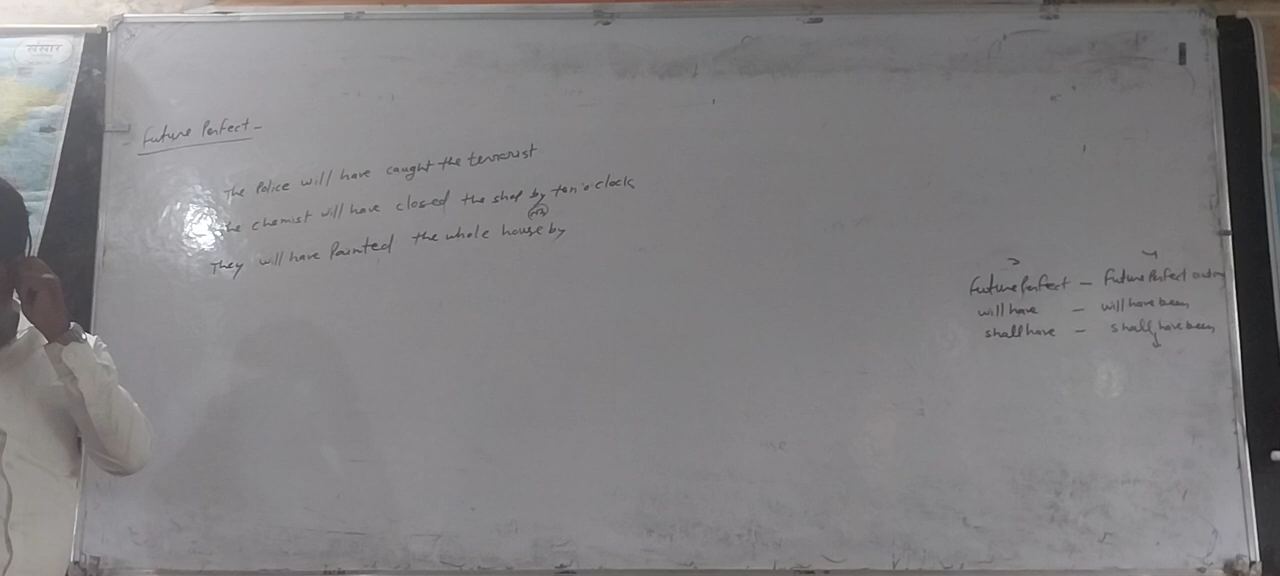 संसार
Future Perfect -
The Police will have caught the terrorist
The chemist will have closed the shop by ten o'clock
They will have Painted the whole house by
Future Perfect - Future Perfect
will have - will have been
shall have - shall have been